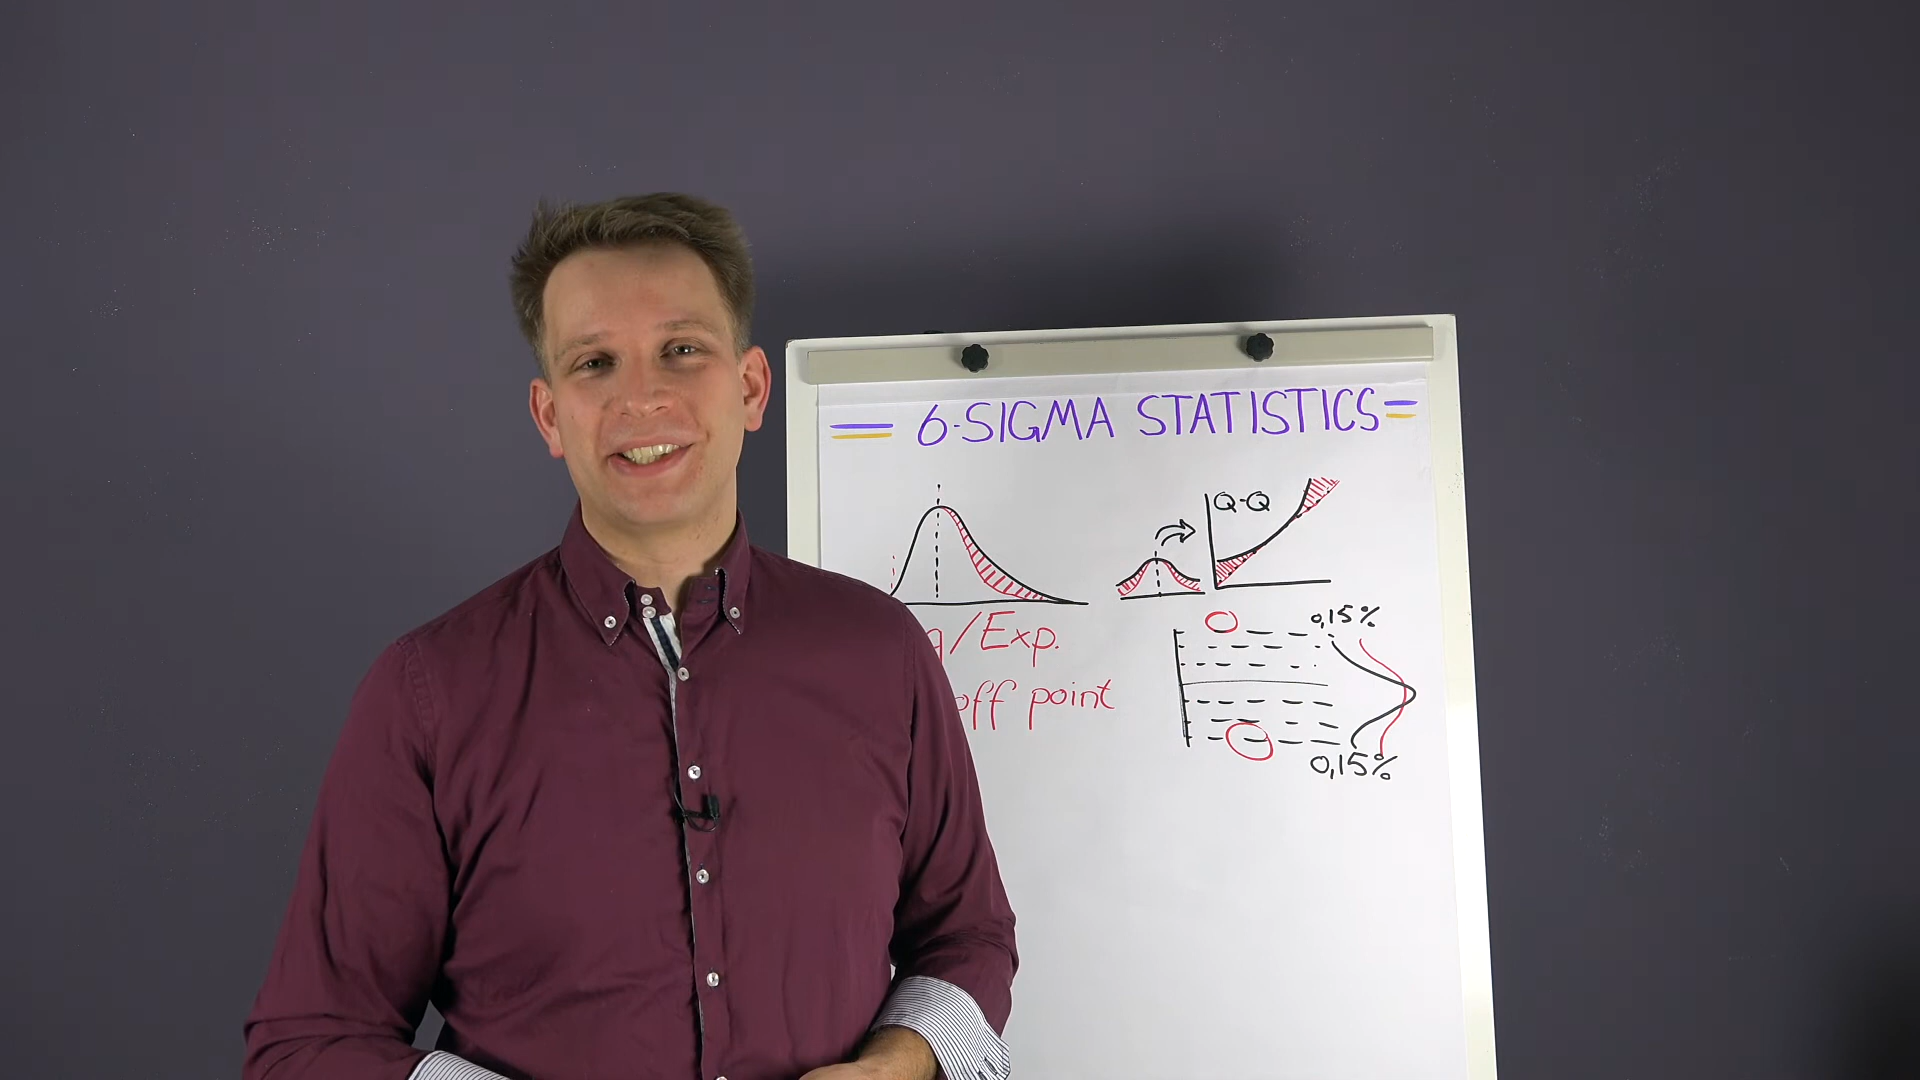 6-SIGMA STATISTICS
Q-Q
/Exp.
0,15%
off point
0,15%